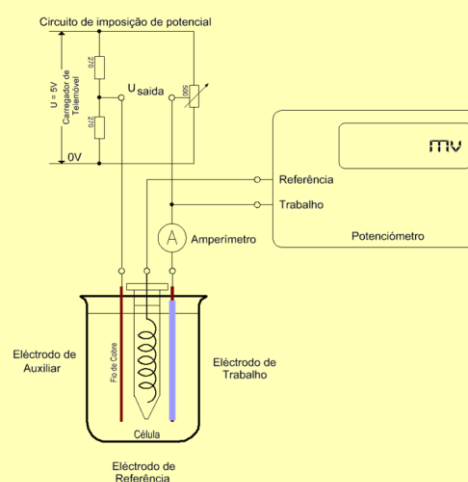 Circuito de imposição de potencial
U = 5V
Carregador de
Telemóvel
270
270
0V
U saida
500
Referência
Trabalho
mV
Potenciómetro
A
Amperímetro
Eléctrodo de
Auxiliar
Fio de Cobre
Célula
Eléctrodo de
Trabalho
Eléctrodo de
Referência